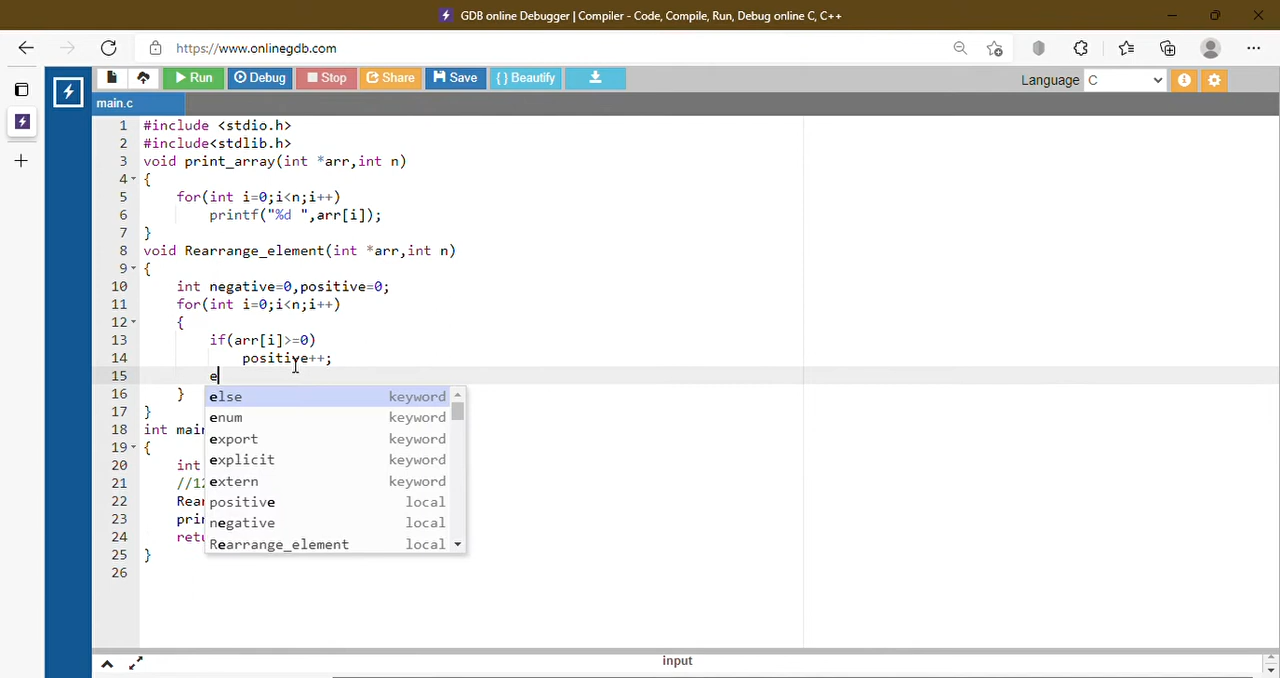 GDB online Debugger | Compiler - Code, Compile, Run, Debug online C, C++
https://www.onlinegdb.com
Run Debug Stop Share Save { } Beautify Language C
main.c
1 #include <stdio.h>
2 #include<stdlib.h>
3 void print_array(int *arr,int n)
4 {
5 for(int i=0;i<n;i++)
6 printf("%d ",arr[i]);
7 }
8 void Rearrange_element(int *arr,int n)
9 {
10 int negative=0,positive=0;
11 for(int i=0;i<n;i++)
12 {
13 if(arr[i]>=0)
14 positive++;
15 e
16 }
17 }
18 int main
19 {
20 int
21 //12
22 Rear
23 prin
24 retu
25 }
26
else keyword
enum keyword
export keyword
explicit keyword
extern keyword
positive local
negative local
Rearrange_element local
input